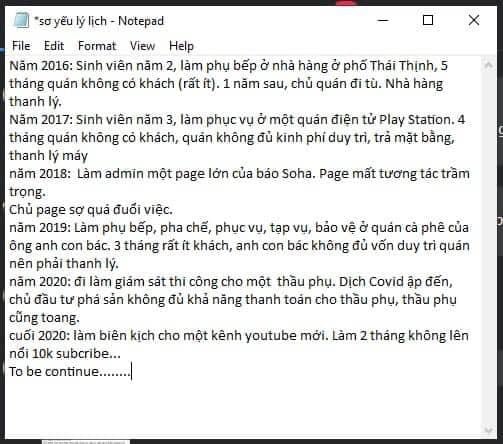 *sơ yếu lý lịch - Notepad
File Edit Format View Help
Năm 2016: Sinh viên năm 2, làm phụ bếp ở nhà hàng ở phố Thái Thịnh, 5
tháng quán không có khách (rất ít). 1 năm sau, chủ quán đi tù. Nhà hàng
thanh lý.
Năm 2017: Sinh viên năm 3, làm phục vụ ở một quán điện tử Play Station. 4
tháng quán không có khách, quán không đủ kinh phí duy trì, trả mặt bằng,
thanh lý máy
năm 2018: Làm admin một page lớn của báo Soha. Page mất tương tác trầm
trọng.
Chủ page sợ quá đuổi việc.
năm 2019: Làm phụ bếp, pha chế, phục vụ, tạp vụ, bảo vệ ở quán cà phê của
ông anh con bác. 3 tháng rất ít khách, anh con bác không đủ vốn duy trì quán
nên phải thanh lý.
năm 2020: đi làm giám sát thi công cho một thầu phụ. Dịch Covid ập đến,
chủ đầu tư phá sản không đủ khả năng thanh toán cho thầu phụ, thầu phụ
cũng toang.
cuối 2020: làm biên kịch cho một kênh youtube mới. Làm 2 tháng không lên
nổi 10k subcribe...
To be continue........